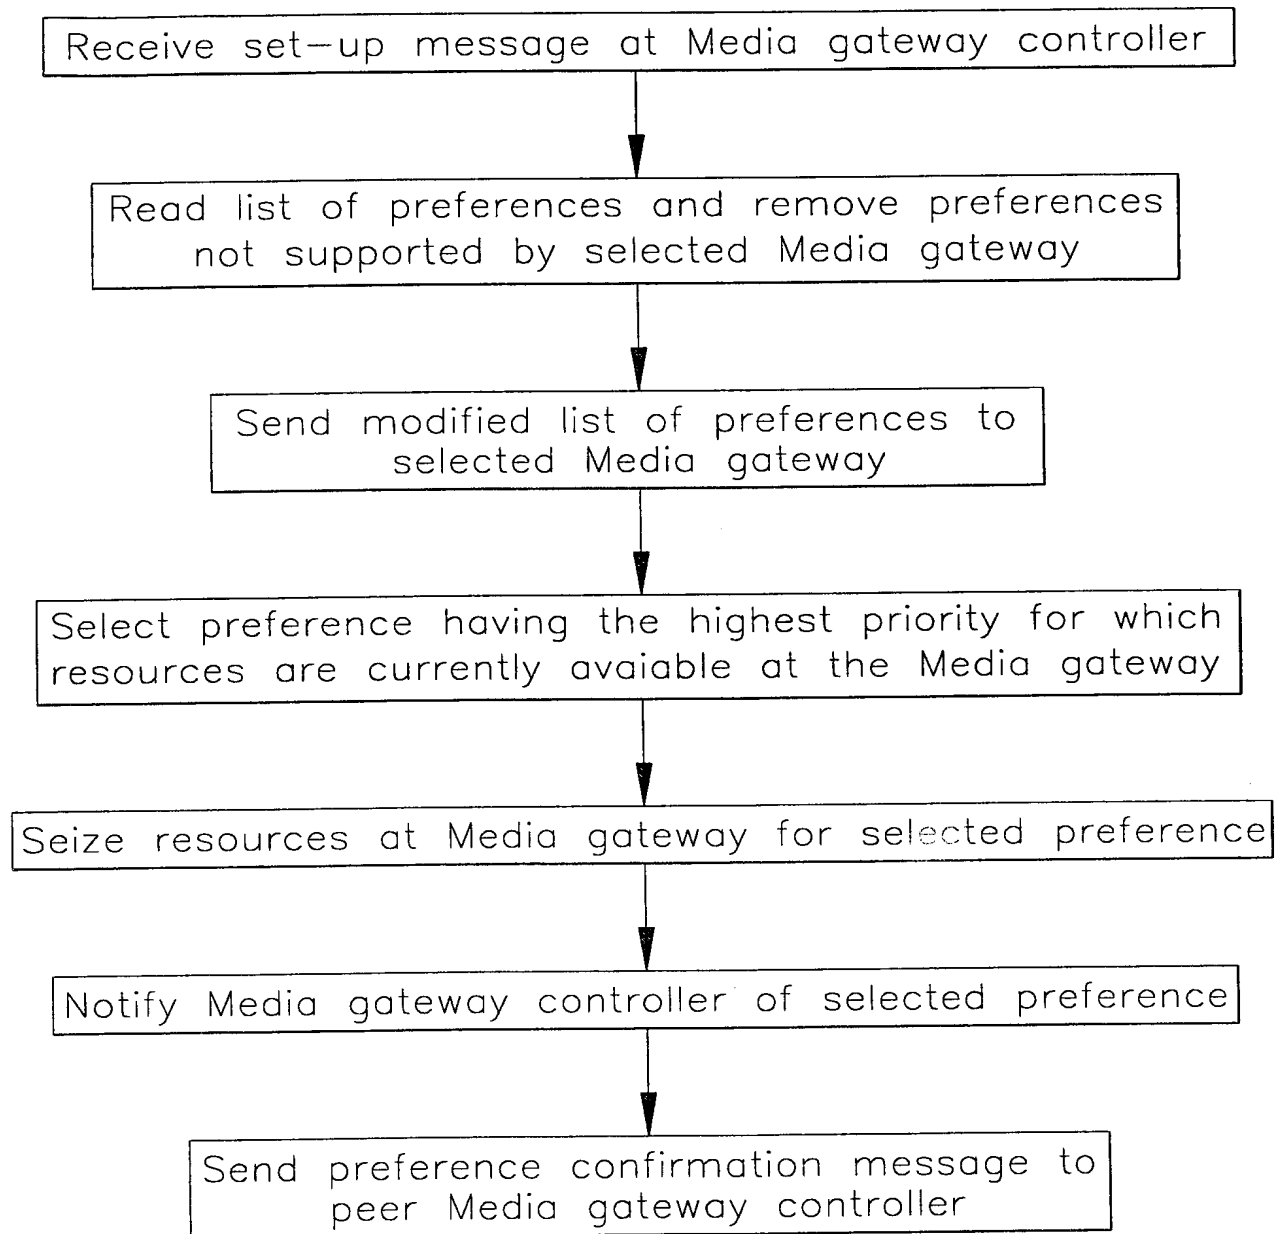 Receive set-up message at Media gateway controller
Read list of preferences and remove preferences
not supported by selected Media gateway
Send modified list of preferences to
selected Media gateway
Select preference having the highest priority for which
resources are currently avaiable at the Media gateway
Seize resources at Media gateway for selected preference
Notify Media gateway controller of selected preference
Send preference confirmation message to
peer Media gateway controller